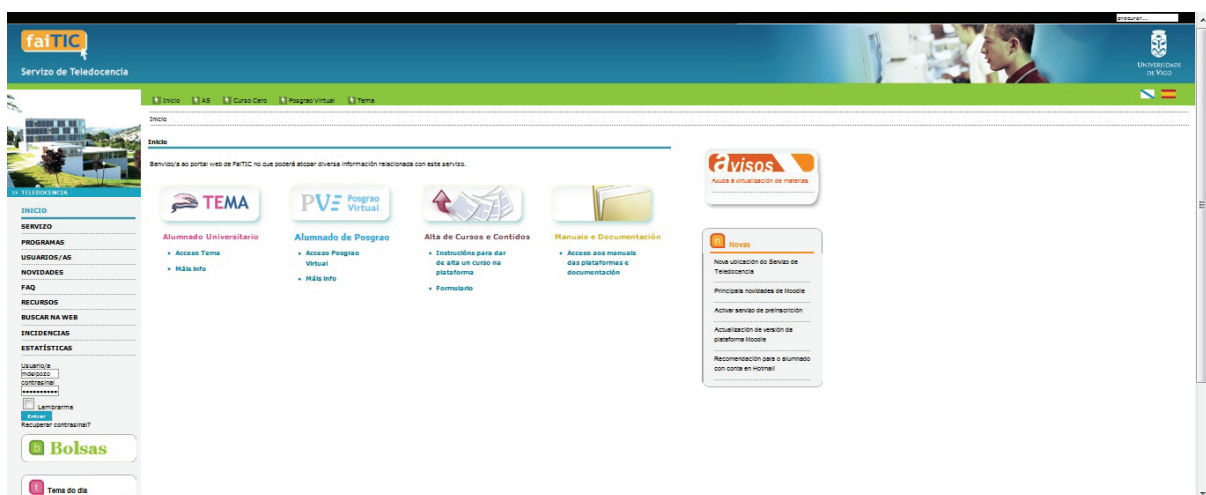 procurar...
faiTIC
Servizo de Teledocencia
UNIVERSIDADE
DE VIGO
Inicio AS Curso Cero Posgrao Virtual Tema
Inicio
Inicio
Benvido/a ao portal web de FaiTIC no que poderá atopar diversa información relacionada con este servizo.
>> TELEDOCENCIA
INICIO
SERVIZO
PROGRAMAS
USUARIOS/AS
NOVIDADES
FAQ
RECURSOS
BUSCAR NA WEB
INCIDENCIAS
ESTATÍSTICAS
Usuario/a
mdelpozo
contrasinal
Lembrarme
Entrar
Recuperar contrasinal?
b Bolsas
t Tema do día
TEMA
Alumnado Universitario
• Acceso Tema
• Máis info
PVE Posgrao
Virtual
Alumnado de Posgrao
• Acceso Posgrao
Virtual
• Máis info
Alta de Cursos e Contidos
• Instrucións para dar
de alta un curso na
plataforma
• Formulario
Manuais e Documentación
• Acceso aos manuais
das plataformas e
documentación
avisos
Axuda á virtualización de materias
n Novas
Nova ubicación do Servizo de
Teledocencia
Principais novidades de Moodle
Activar servizo de preinscrición
Actualización de versión da
plataforma Moodle
Recomendación para o alumnado
con conta en Hotmail